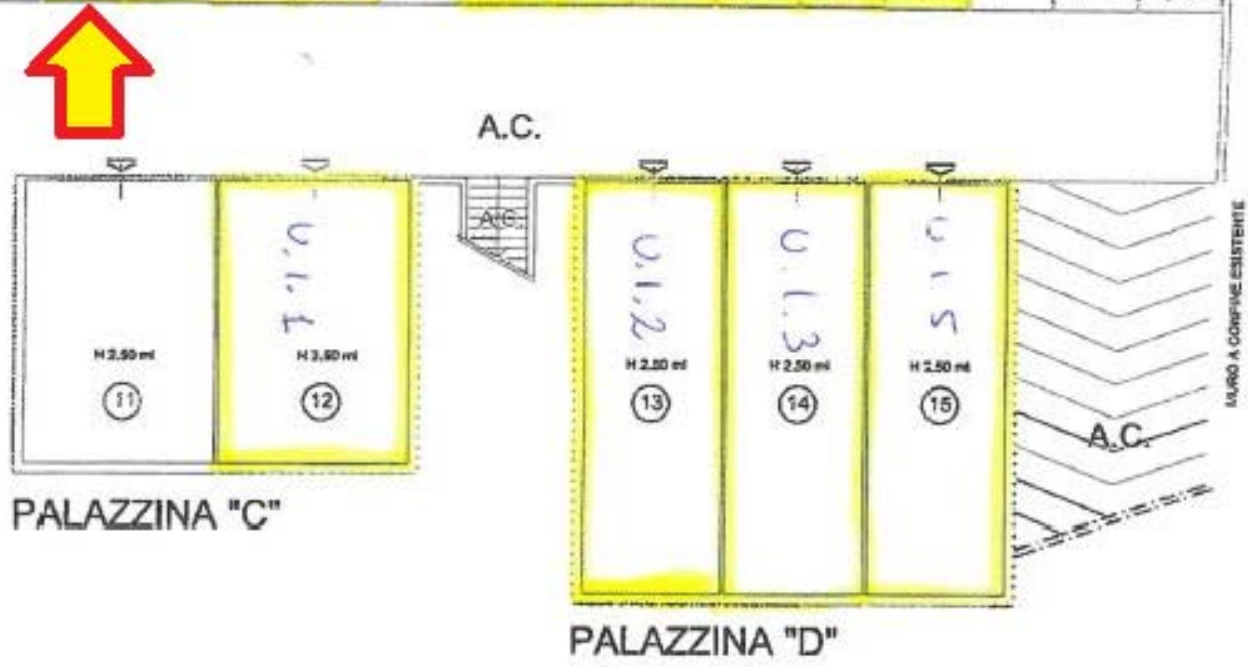 A.C.
A.C.
U.I.1
U.I.2
U.I.3
U.I.5
H 2.50 ml
H 2.50 ml
H 2.50 ml
H 2.50 ml
H 2.50 ml
11
12
13
14
15
A.C.
MURO A CONFINE ESISTENTE
PALAZZINA "C"
PALAZZINA "D"